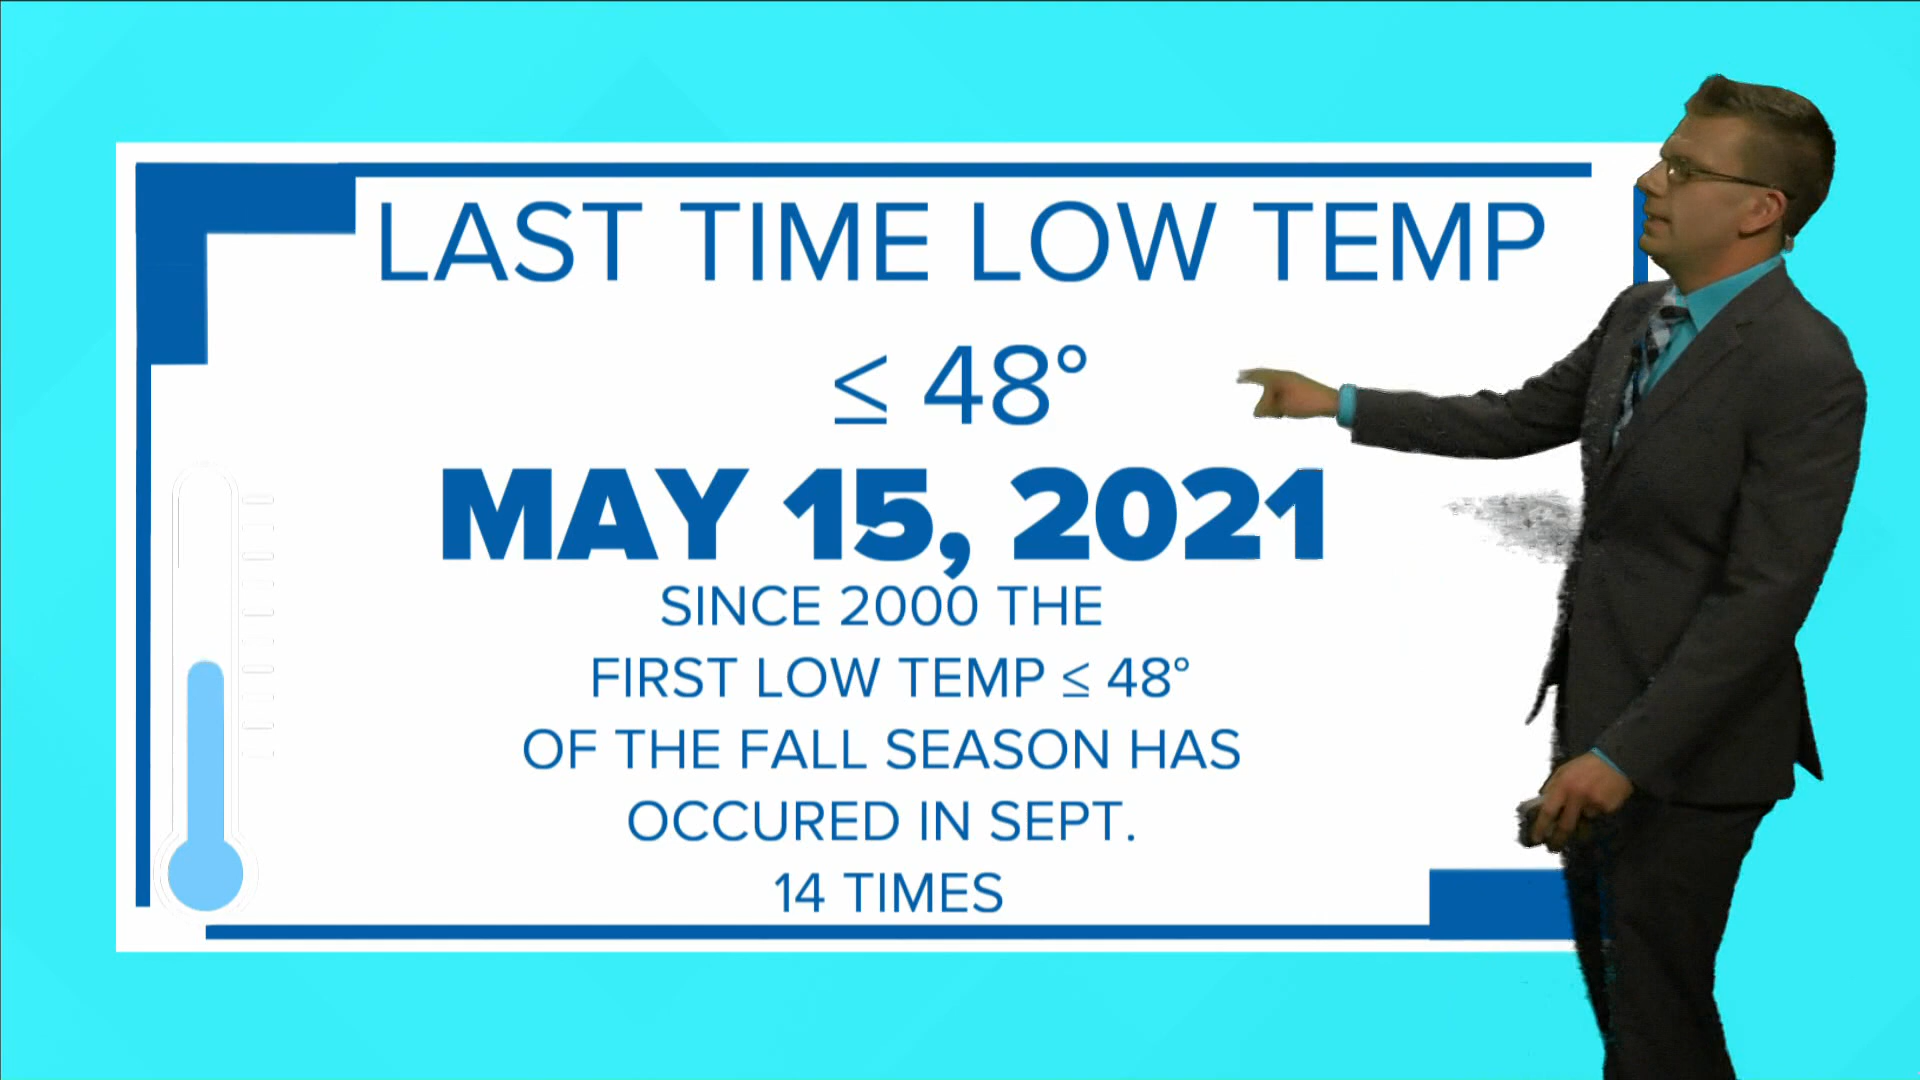 LAST TIME LOW TEMP
≤ 48°
MAY 15, 2021
SINCE 2000 THE
FIRST LOW TEMP ≤ 48°
OF THE FALL SEASON HAS
OCCURED IN SEPT.
14 TIMES